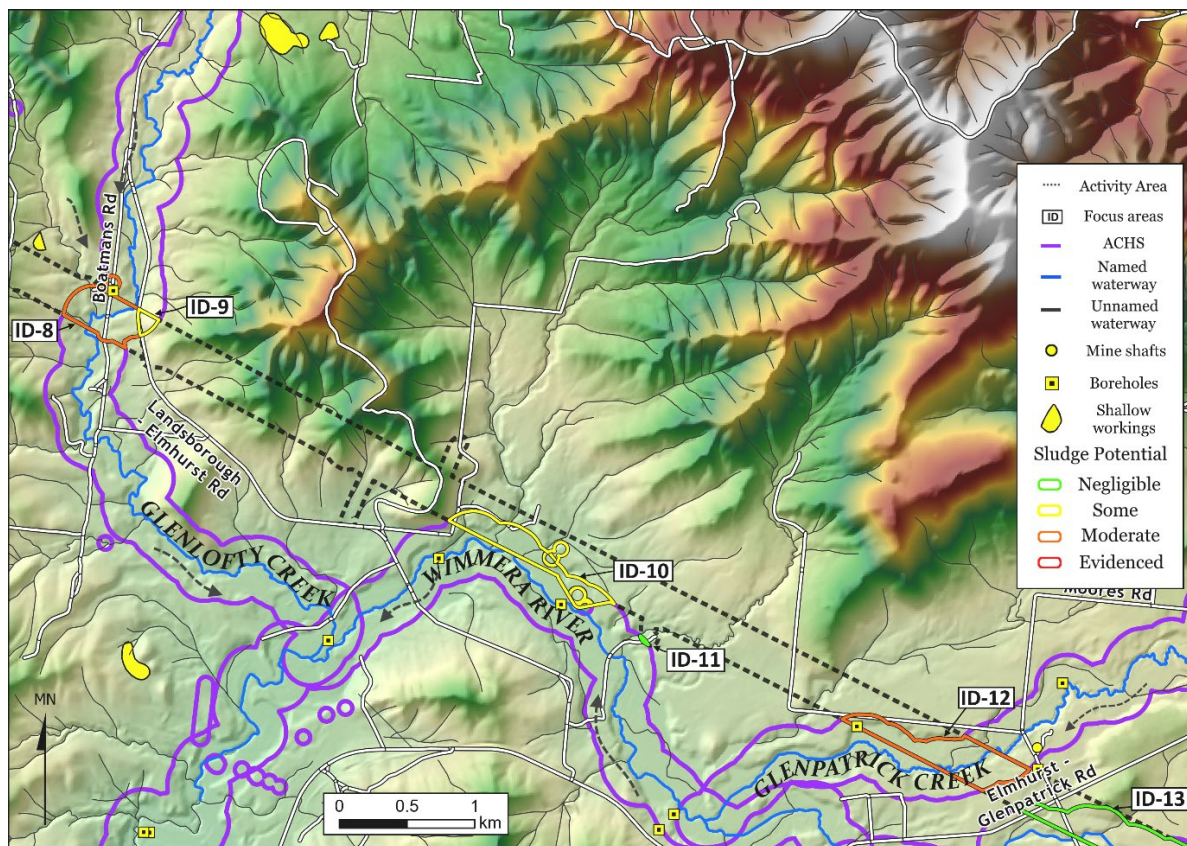 Boatmans Rd
ID-9
ID-8
Landsborough
- Elmhurst Rd
GLENLOFTY CREEK
WIMMERA RIVER
ID-10
ID-11
ID-12
GLENPATRICK CREEK
Elmhurst -
Glenpatrick Rd
ID-13
Moores Rd
MN
0 0.5 1
km
Activity Area
ID Focus areas
ACHS
Named
waterway
Unnamed
waterway
Mine shafts
Boreholes
Shallow
workings
Sludge Potential
Negligible
Some
Moderate
Evidenced